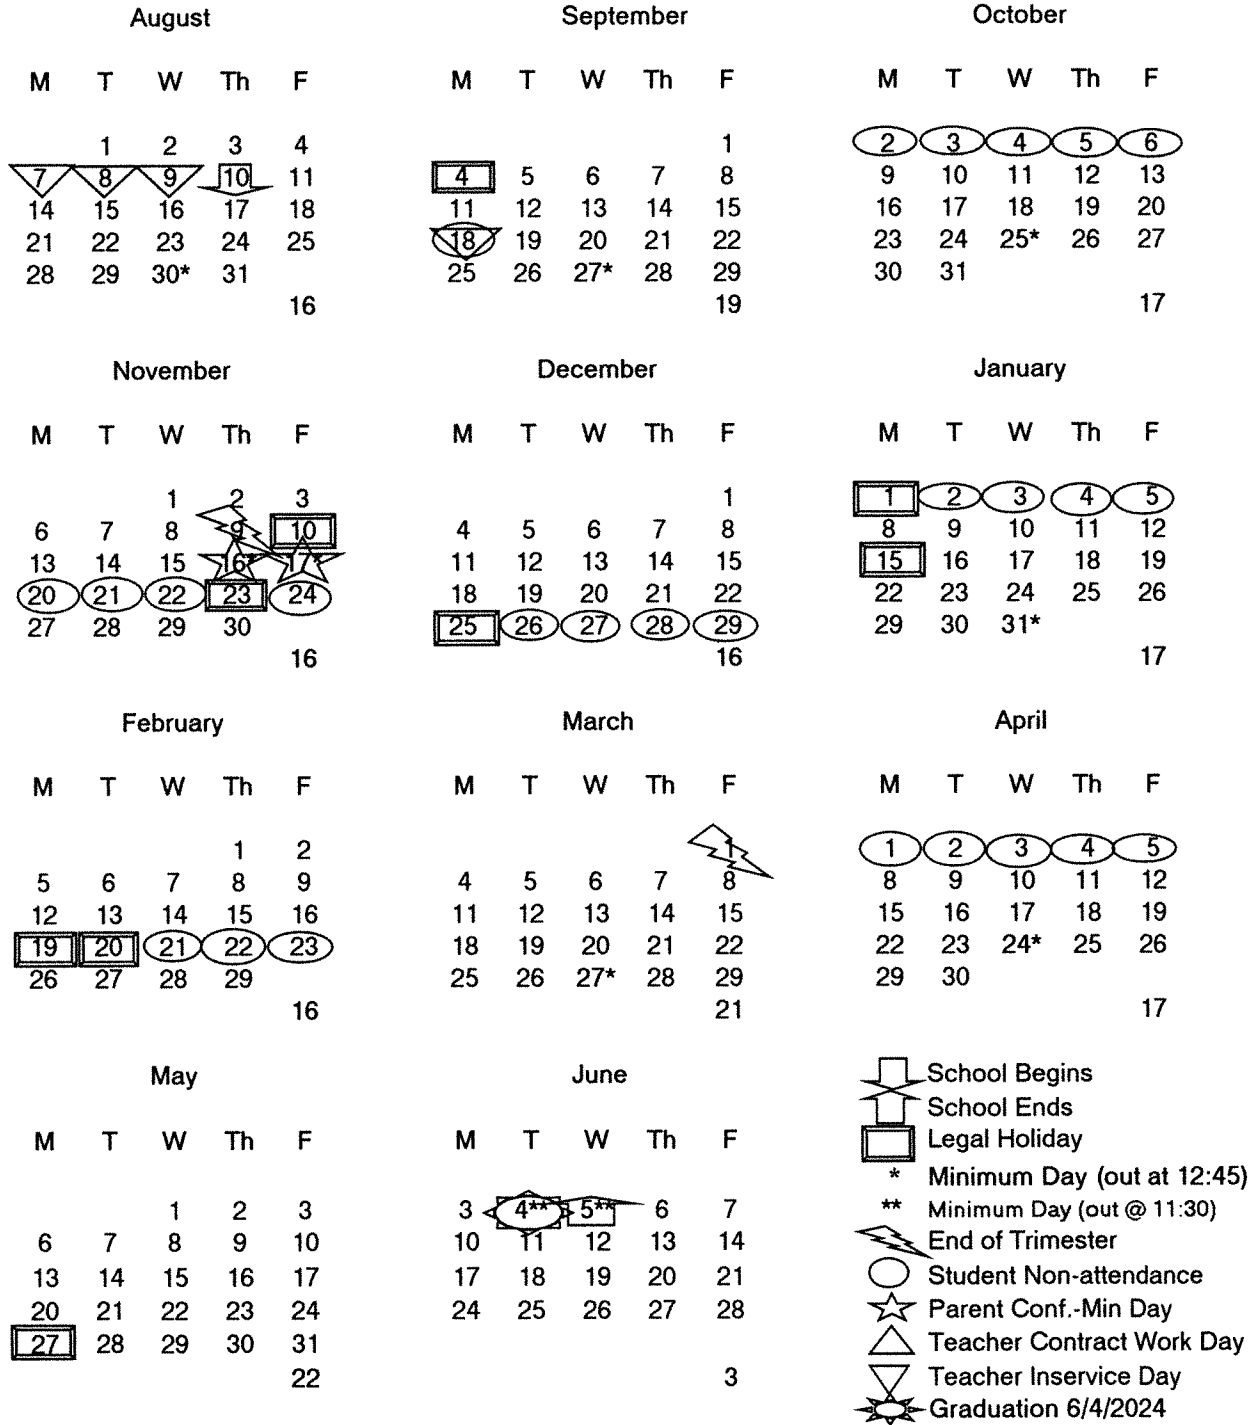 August
M T W Th F
1 2 3 4
7 8 9 10 11
14 15 16 17 18
21 22 23 24 25
28 29 30* 31
16
September
M T W Th F
1
4 5 6 7 8
11 12 13 14 15
18 19 20 21 22
25 26 27* 28 29
19
October
M T W Th F
2 3 4 5 6
9 10 11 12 13
16 17 18 19 20
23 24 25* 26 27
30 31
17
November
M T W Th F
1 2 3
6 7 8 9 10
13 14 15 16* 17*
20 21 22 23 24
27 28 29 30
16
December
M T W Th F
1
4 5 6 7 8
11 12 13 14 15
18 19 20 21 22
25 26 27 28 29
16
January
M T W Th F
1 2 3 4 5
8 9 10 11 12
15 16 17 18 19
22 23 24 25 26
29 30 31*
17
February
M T W Th F
1 2
5 6 7 8 9
12 13 14 15 16
19 20 21 22 23
26 27 28 29
16
March
M T W Th F
1
4 5 6 7 8
11 12 13 14 15
18 19 20 21 22
25 26 27* 28 29
21
April
M T W Th F
1 2 3 4 5
8 9 10 11 12
15 16 17 18 19
22 23 24* 25 26
29 30
17
May
M T W Th F
1 2 3
6 7 8 9 10
13 14 15 16 17
20 21 22 23 24
27 28 29 30 31
22
June
M T W Th F
3 4** 5** 6 7
10 11 12 13 14
17 18 19 20 21
24 25 26 27 28
3
School Begins
School Ends
Legal Holiday
* Minimum Day (out at 12:45)
** Minimum Day (out @ 11:30)
End of Trimester
Student Non-attendance
Parent Conf.-Min Day
Teacher Contract Work Day
Teacher Inservice Day
Graduation 6/4/2024